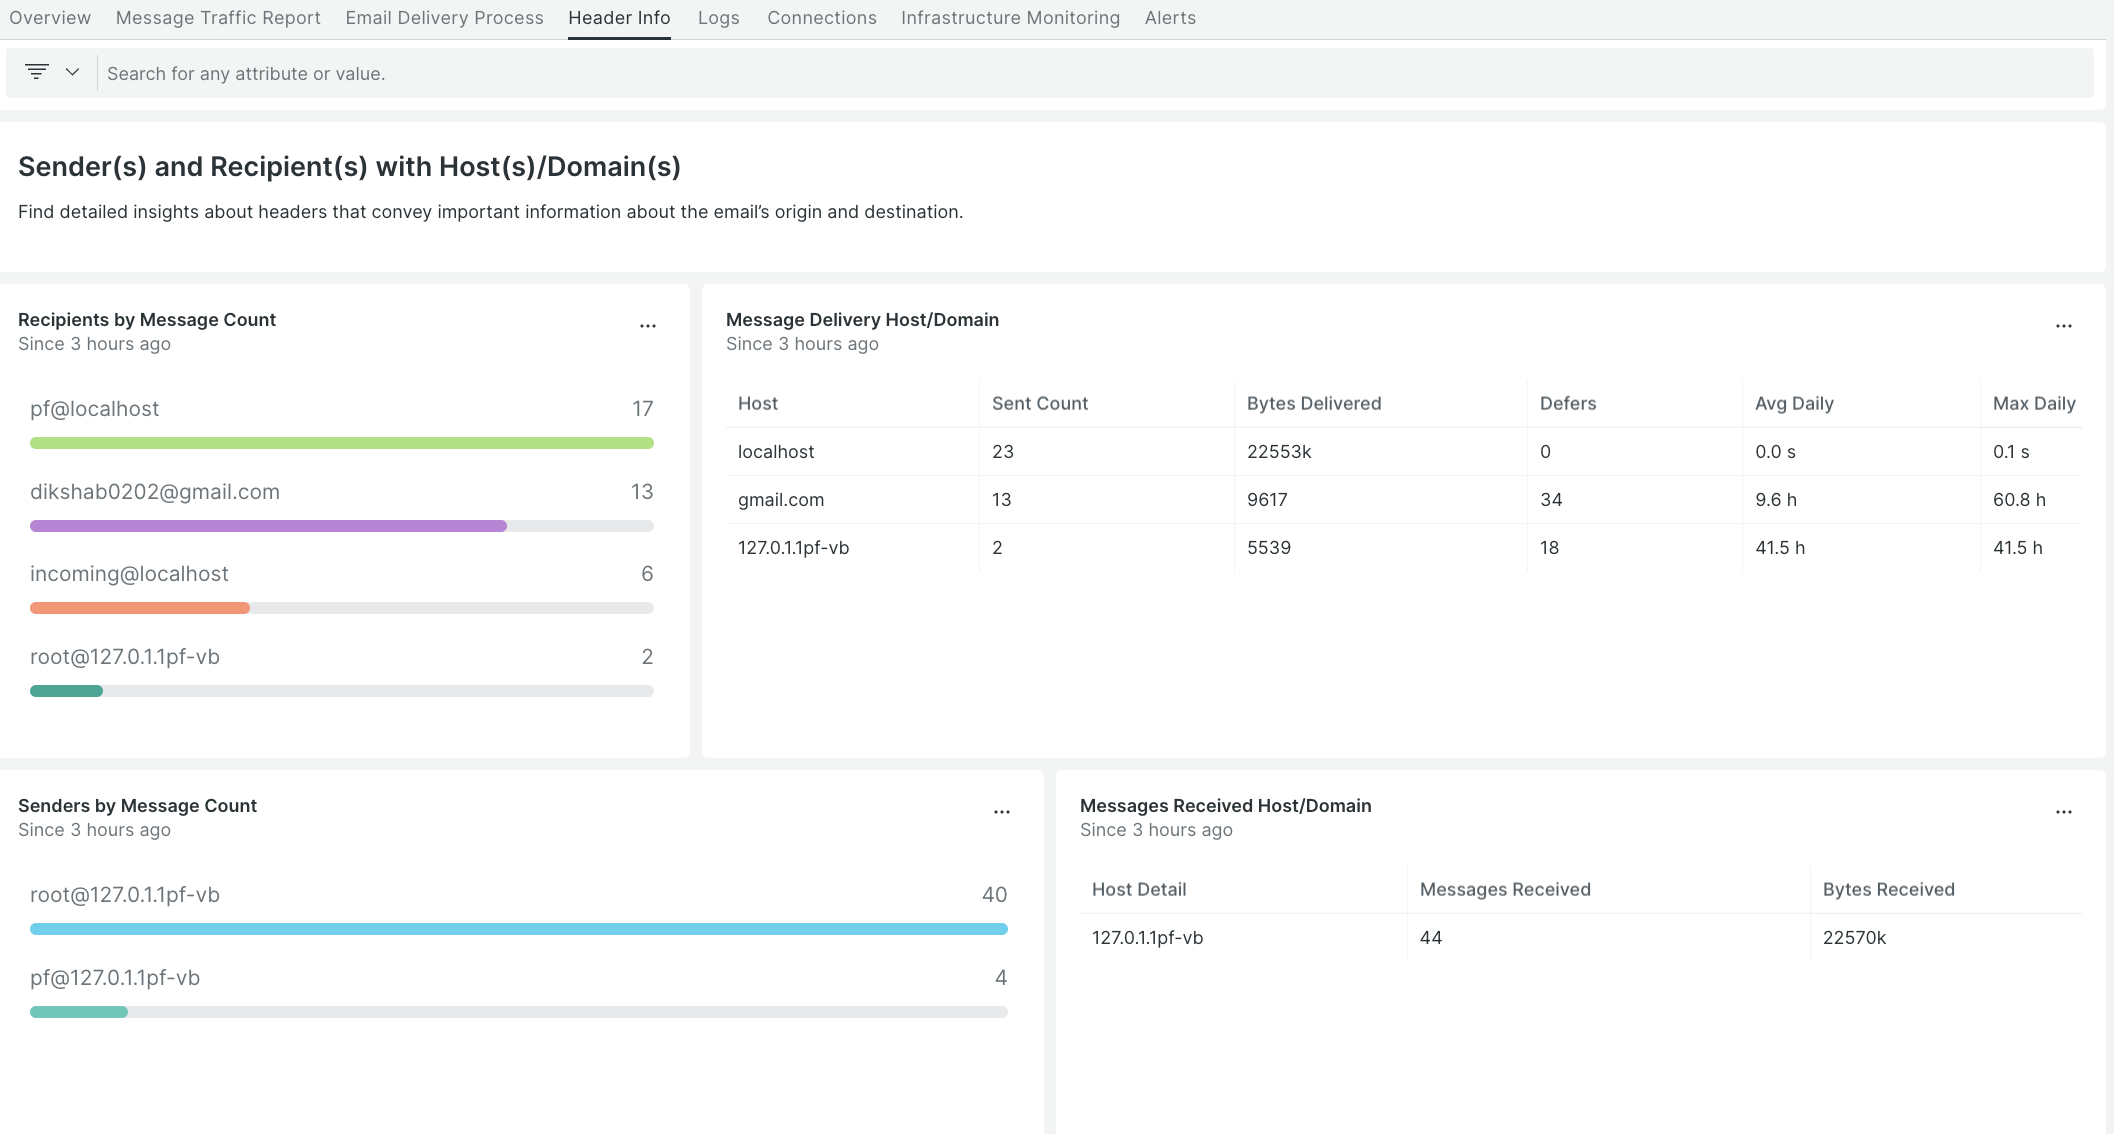 Overview Message Traffic Report Email Delivery Process Header Info Logs Connections Infrastructure Monitoring Alerts
Search for any attribute or value.
Sender(s) and Recipient(s) with Host(s)/Domain(s)
Find detailed insights about headers that convey important information about the email’s origin and destination.
Recipients by Message Count
Since 3 hours ago
pf@localhost 17
dikshab0202@gmail.com 13
incoming@localhost 6
root@127.0.1.1pf-vb 2
Message Delivery Host/Domain
Since 3 hours ago
Host Sent Count Bytes Delivered Defers Avg Daily Max Daily
localhost 23 22553k 0 0.0 s 0.1 s
gmail.com 13 9617 34 9.6 h 60.8 h
127.0.1.1pf-vb 2 5539 18 41.5 h 41.5 h
Senders by Message Count
Since 3 hours ago
root@127.0.1.1pf-vb 40
pf@127.0.1.1pf-vb 4
Messages Received Host/Domain
Since 3 hours ago
Host Detail Messages Received Bytes Received
127.0.1.1pf-vb 44 22570k